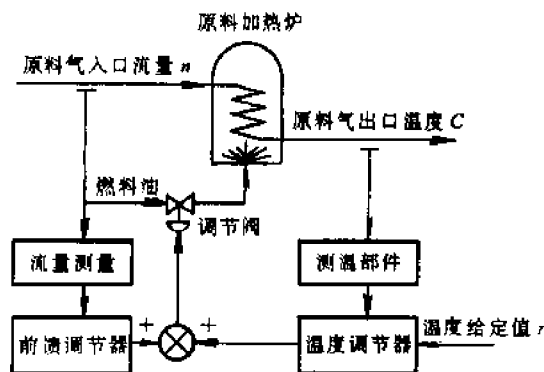 原料加热炉
原料气入口流量 n
原料气出口温度 C
燃料油
调节阀
流量测量
测温部件
+
+
温度给定值 r
前馈调节器
温度调节器